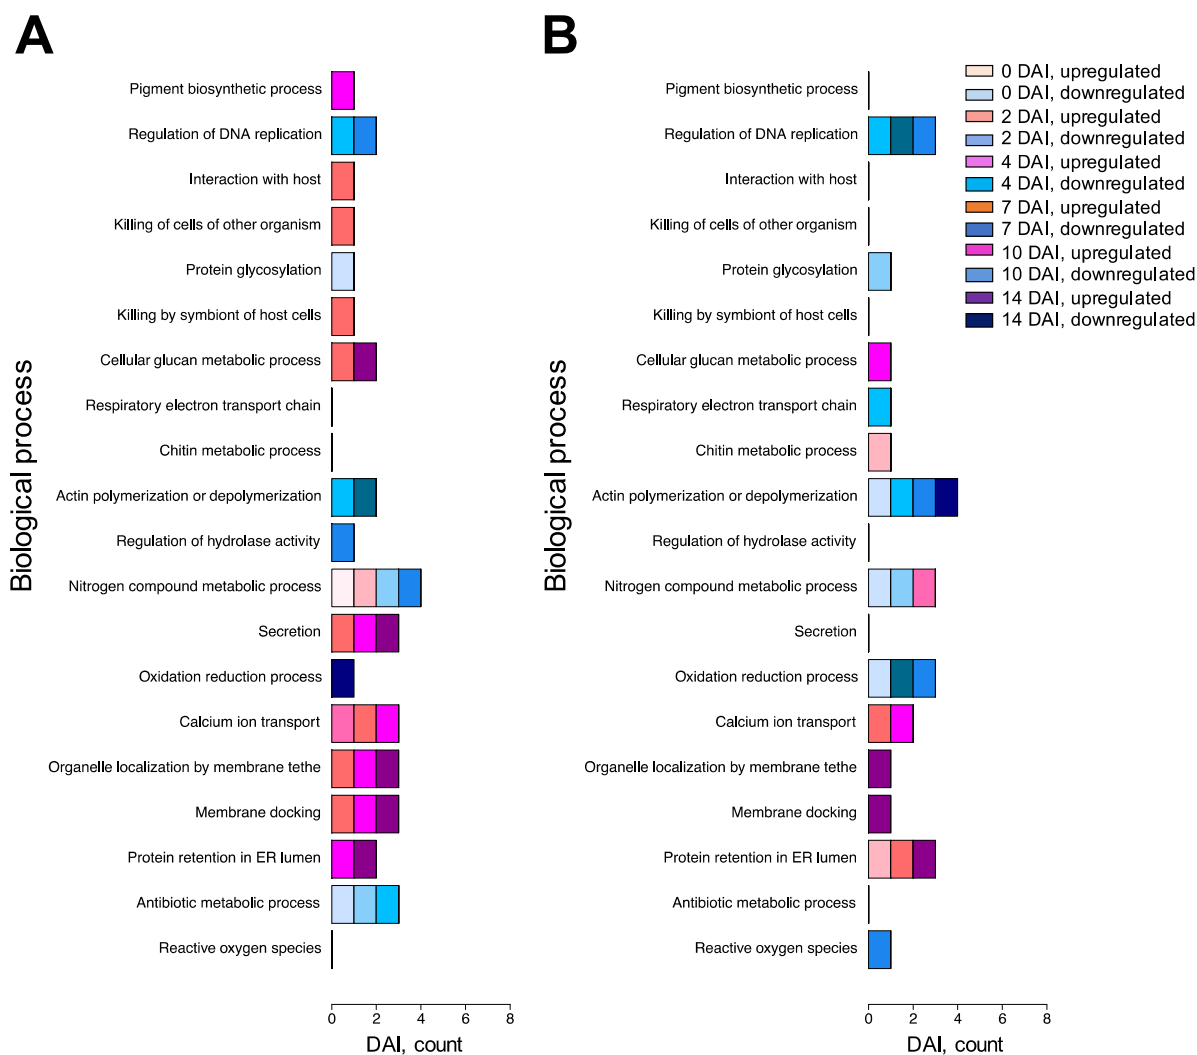 A
Pigment biosynthetic process
Regulation of DNA replication
Interaction with host
Killing of cells of other organism
Protein glycosylation
Killing by symbiont of host cells
Cellular glucan metabolic process
Respiratory electron transport chain
Chitin metabolic process
Actin polymerization or depolymerization
Regulation of hydrolase activity
Nitrogen compound metabolic process
Secretion
Oxidation reduction process
Calcium ion transport
Organelle localization by membrane tethe
Membrane docking
Protein retention in ER lumen
Antibiotic metabolic process
Reactive oxygen species
Biological process
0 2 4 6 8
DAI, count
B
Pigment biosynthetic process
Regulation of DNA replication
Interaction with host
Killing of cells of other organism
Protein glycosylation
Killing by symbiont of host cells
Cellular glucan metabolic process
Respiratory electron transport chain
Chitin metabolic process
Actin polymerization or depolymerization
Regulation of hydrolase activity
Nitrogen compound metabolic process
Secretion
Oxidation reduction process
Calcium ion transport
Organelle localization by membrane tethe
Membrane docking
Protein retention in ER lumen
Antibiotic metabolic process
Reactive oxygen species
Biological process
0 2 4 6 8
DAI, count
0 DAI, upregulated
0 DAI, downregulated
2 DAI, upregulated
2 DAI, downregulated
4 DAI, upregulated
4 DAI, downregulated
7 DAI, upregulated
7 DAI, downregulated
10 DAI, upregulated
10 DAI, downregulated
14 DAI, upregulated
14 DAI, downregulated